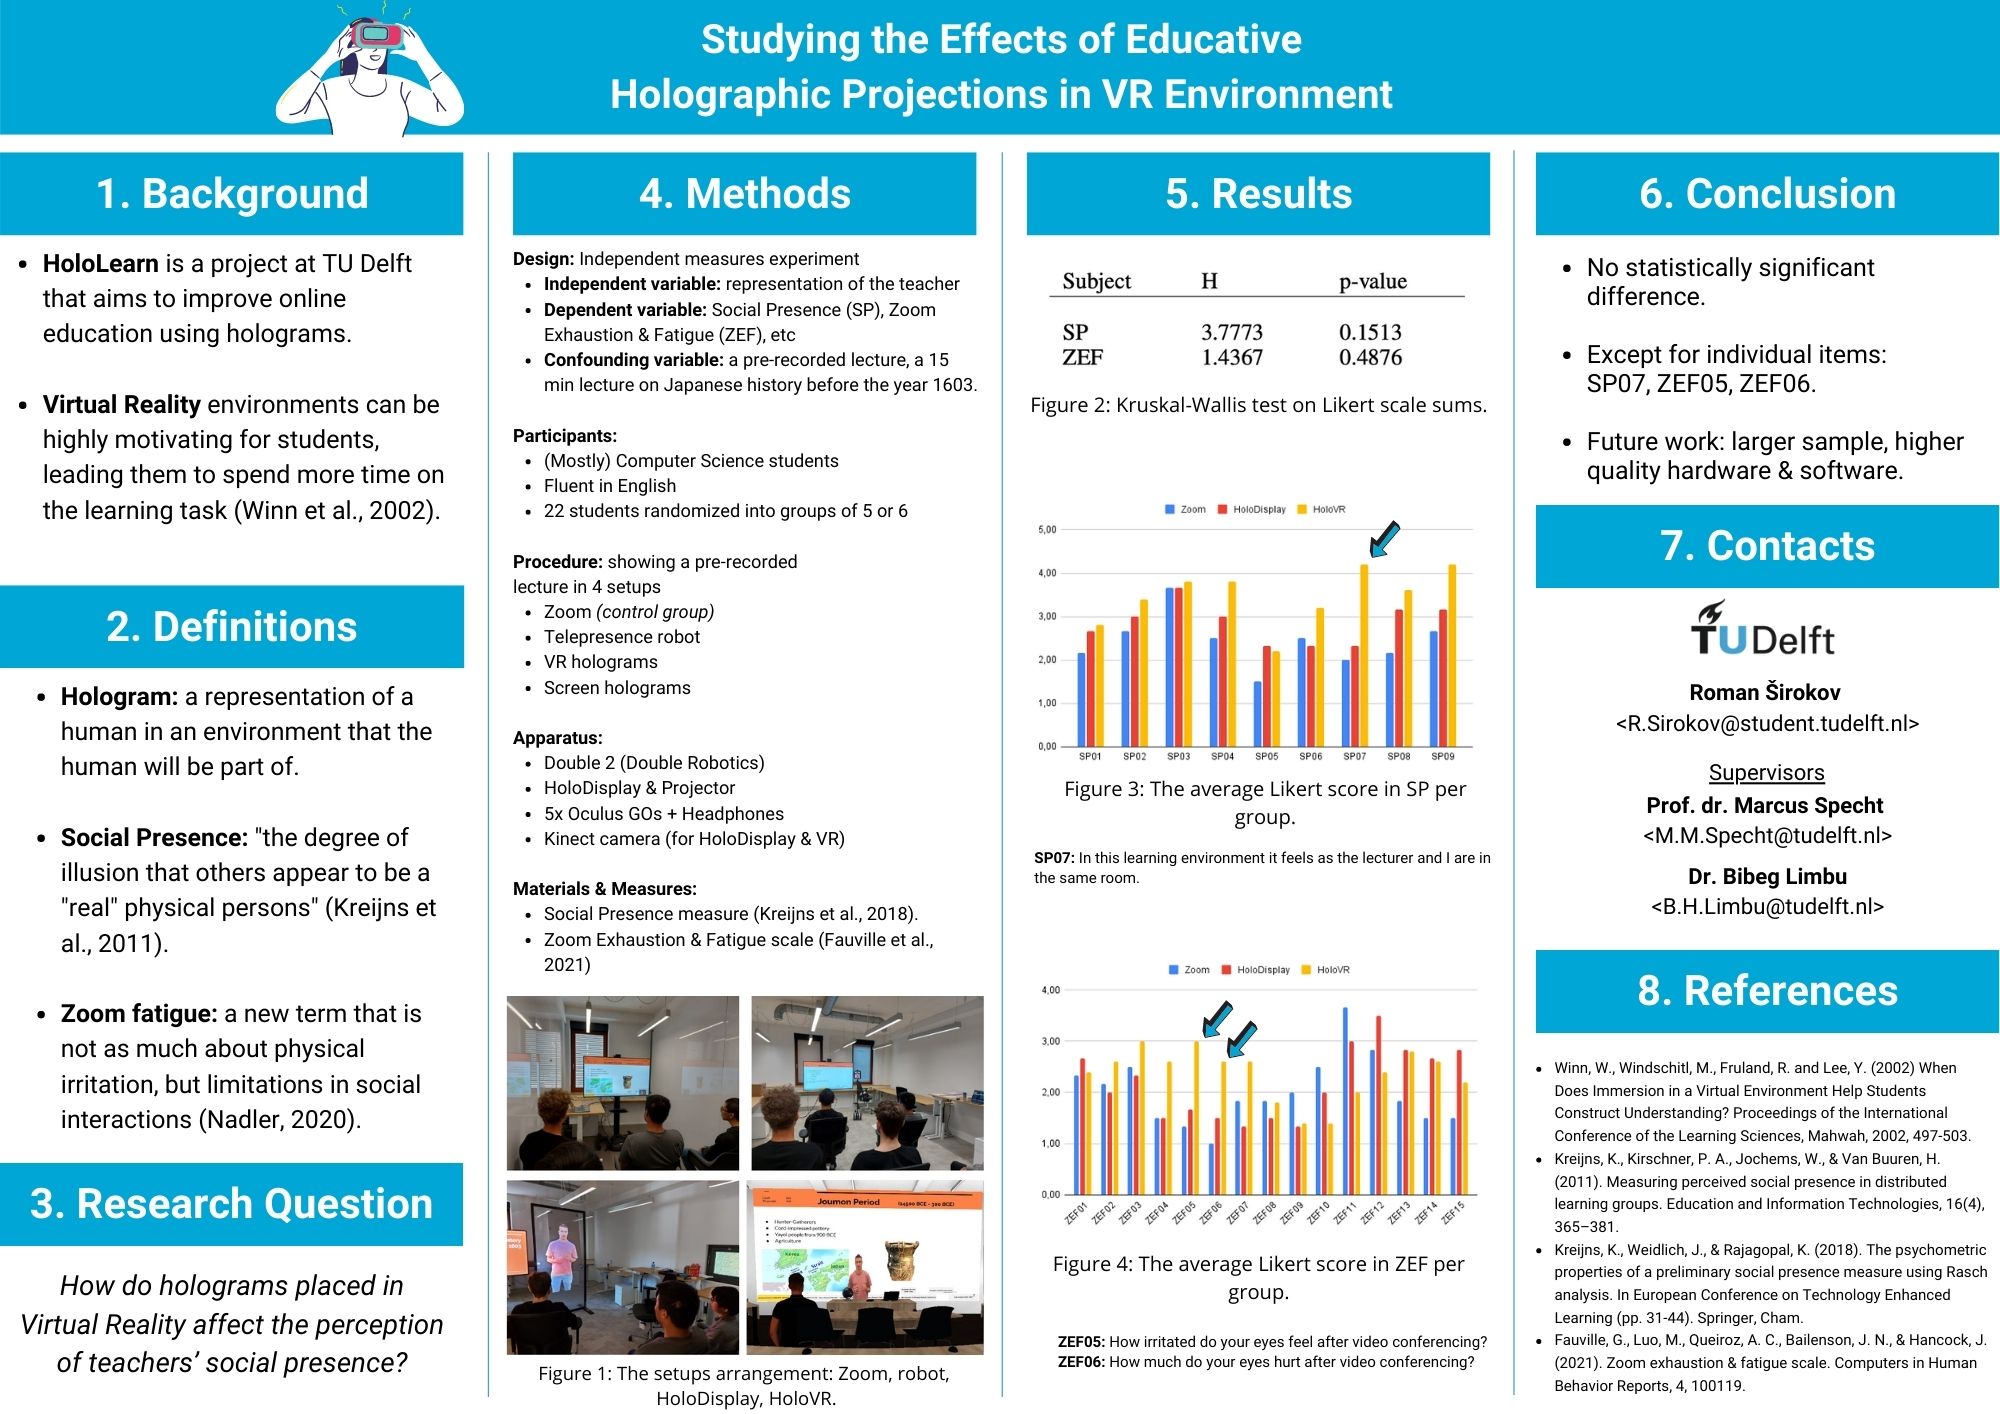 Studying the Effects of Educative
Holographic Projections in VR Environment
1. Background
• HoloLearn is a project at TU Delft
that aims to improve online
education using holograms.
• Virtual Reality environments can be
highly motivating for students,
leading them to spend more time on
the learning task (Winn et al., 2002).
2. Definitions
• Hologram: a representation of a
human in an environment that the
human will be part of.
• Social Presence: "the degree of
illusion that others appear to be a
"real" physical persons" (Kreijns et
al., 2011).
• Zoom fatigue: a new term that is
not as much about physical
irritation, but limitations in social
interactions (Nadler, 2020).
3. Research Question
How do holograms placed in
Virtual Reality affect the perception
of teachers’ social presence?
4. Methods
Design: Independent measures experiment
• Independent variable: representation of the teacher
• Dependent variable: Social Presence (SP), Zoom
Exhaustion & Fatigue (ZEF), etc
• Confounding variable: a pre-recorded lecture, a 15
min lecture on Japanese history before the year 1603.
Participants:
• (Mostly) Computer Science students
• Fluent in English
• 22 students randomized into groups of 5 or 6
Procedure: showing a pre-recorded
lecture in 4 setups
• Zoom (control group)
• Telepresence robot
• VR holograms
• Screen holograms
Apparatus:
• Double 2 (Double Robotics)
• HoloDisplay & Projector
• 5x Oculus GOs + Headphones
• Kinect camera (for HoloDisplay & VR)
Materials & Measures:
• Social Presence measure (Kreijns et al., 2018).
• Zoom Exhaustion & Fatigue scale (Fauville et al.,
2021)
Joumon Period (14500 BCE - 300 BCE)
• Hunter-Gatherers
• Cord-impressed pottery
• Yayoi people from 900 BCE
• Agriculture
Figure 1: The setups arrangement: Zoom, robot,
HoloDisplay, HoloVR.
5. Results
Subject H p-value
SP 3.7773 0.1513
ZEF 1.4367 0.4876
Figure 2: Kruskal-Wallis test on Likert scale sums.
Zoom HoloDisplay HoloVR
5,00
4,00
3,00
2,00
1,00
0,00
SP01 SP02 SP03 SP04 SP05 SP06 SP07 SP08 SP09
Figure 3: The average Likert score in SP per
group.
SP07: In this learning environment it feels as the lecturer and I are in
the same room.
Zoom HoloDisplay HoloVR
4,00
3,00
2,00
1,00
0,00
ZEF01 ZEF02 ZEF03 ZEF04 ZEF05 ZEF06 ZEF07 ZEF08 ZEF09 ZEF10 ZEF11 ZEF12 ZEF13 ZEF14 ZEF15
Figure 4: The average Likert score in ZEF per
group.
ZEF05: How irritated do your eyes feel after video conferencing?
ZEF06: How much do your eyes hurt after video conferencing?
6. Conclusion
• No statistically significant
difference.
• Except for individual items:
SP07, ZEF05, ZEF06.
• Future work: larger sample, higher
quality hardware & software.
7. Contacts
TU Delft
Roman Širokov
<R.Sirokov@student.tudelft.nl>
Supervisors
Prof. dr. Marcus Specht
<M.M.Specht@tudelft.nl>
Dr. Bibeg Limbu
<B.H.Limbu@tudelft.nl>
8. References
• Winn, W., Windschitl, M., Fruland, R. and Lee, Y. (2002) When
Does Immersion in a Virtual Environment Help Students
Construct Understanding? Proceedings of the International
Conference of the Learning Sciences, Mahwah, 2002, 497-503.
• Kreijns, K., Kirschner, P. A., Jochems, W., & Van Buuren, H.
(2011). Measuring perceived social presence in distributed
learning groups. Education and Information Technologies, 16(4),
365–381.
• Kreijns, K., Weidlich, J., & Rajagopal, K. (2018). The psychometric
properties of a preliminary social presence measure using Rasch
analysis. In European Conference on Technology Enhanced
Learning (pp. 31-44). Springer, Cham.
• Fauville, G., Luo, M., Queiroz, A. C., Bailenson, J. N., & Hancock, J.
(2021). Zoom exhaustion & fatigue scale. Computers in Human
Behavior Reports, 4, 100119.